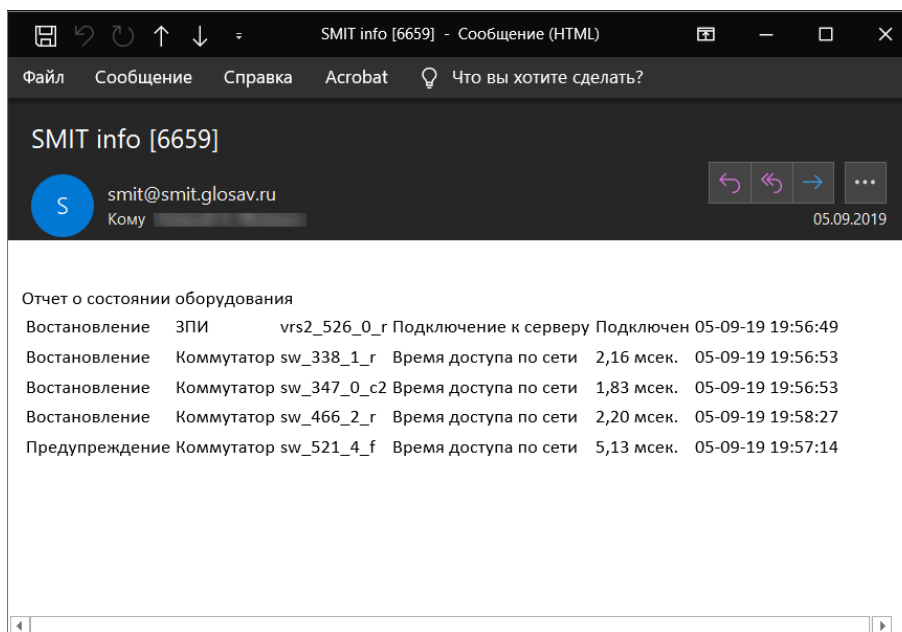 SMIT info [6659] - Сообщение (HTML)
Файл Сообщение Справка Acrobat Что вы хотите сделать?
SMIT info [6659]
S
smit@smit.glosav.ru
Кому
05.09.2019
Отчет о состоянии оборудования
Востановление ЗПИ vrs2_526_0_r Подключение к серверу Подключен 05-09-19 19:56:49
Востановление Коммутатор sw_338_1_r Время доступа по сети 2,16 мсек. 05-09-19 19:56:53
Востановление Коммутатор sw_347_0_c2 Время доступа по сети 1,83 мсек. 05-09-19 19:56:53
Востановление Коммутатор sw_466_2_r Время доступа по сети 2,20 мсек. 05-09-19 19:58:27
Предупреждение Коммутатор sw_521_4_f Время доступа по сети 5,13 мсек. 05-09-19 19:57:14